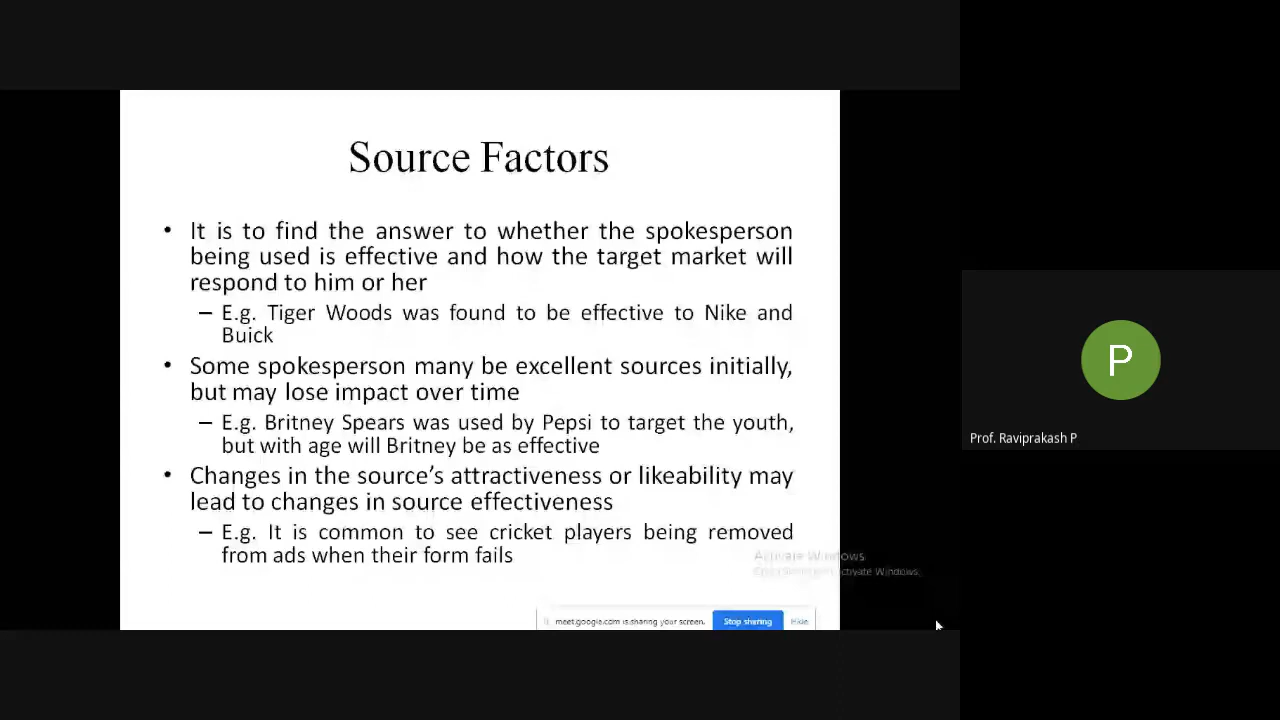 Source Factors
• It is to find the answer to whether the spokesperson
being used is effective and how the target market will
respond to him or her
– E.g. Tiger Woods was found to be effective to Nike and
Buick
• Some spokesperson many be excellent sources initially,
but may lose impact over time
– E.g. Britney Spears was used by Pepsi to target the youth,
but with age will Britney be as effective
• Changes in the source's attractiveness or likeability may
lead to changes in source effectiveness
– E.g. It is common to see cricket players being removed
from ads when their form fails
Activate Windows
activate Windows.
meet.google.com is sharing your screen. Stop sharing Hide
P
Prof. Raviprakash P